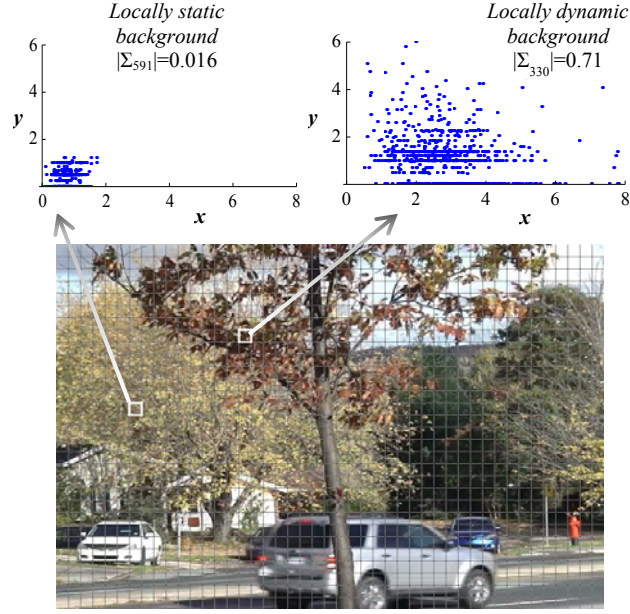 Locally static
background
|Σ₅₉₁|=0.016
6
4
2
y
0
2
4
6
8
x
Locally dynamic
background
|Σ₃₃₀|=0.71
6
4
2
y
0
2
4
6
8
x